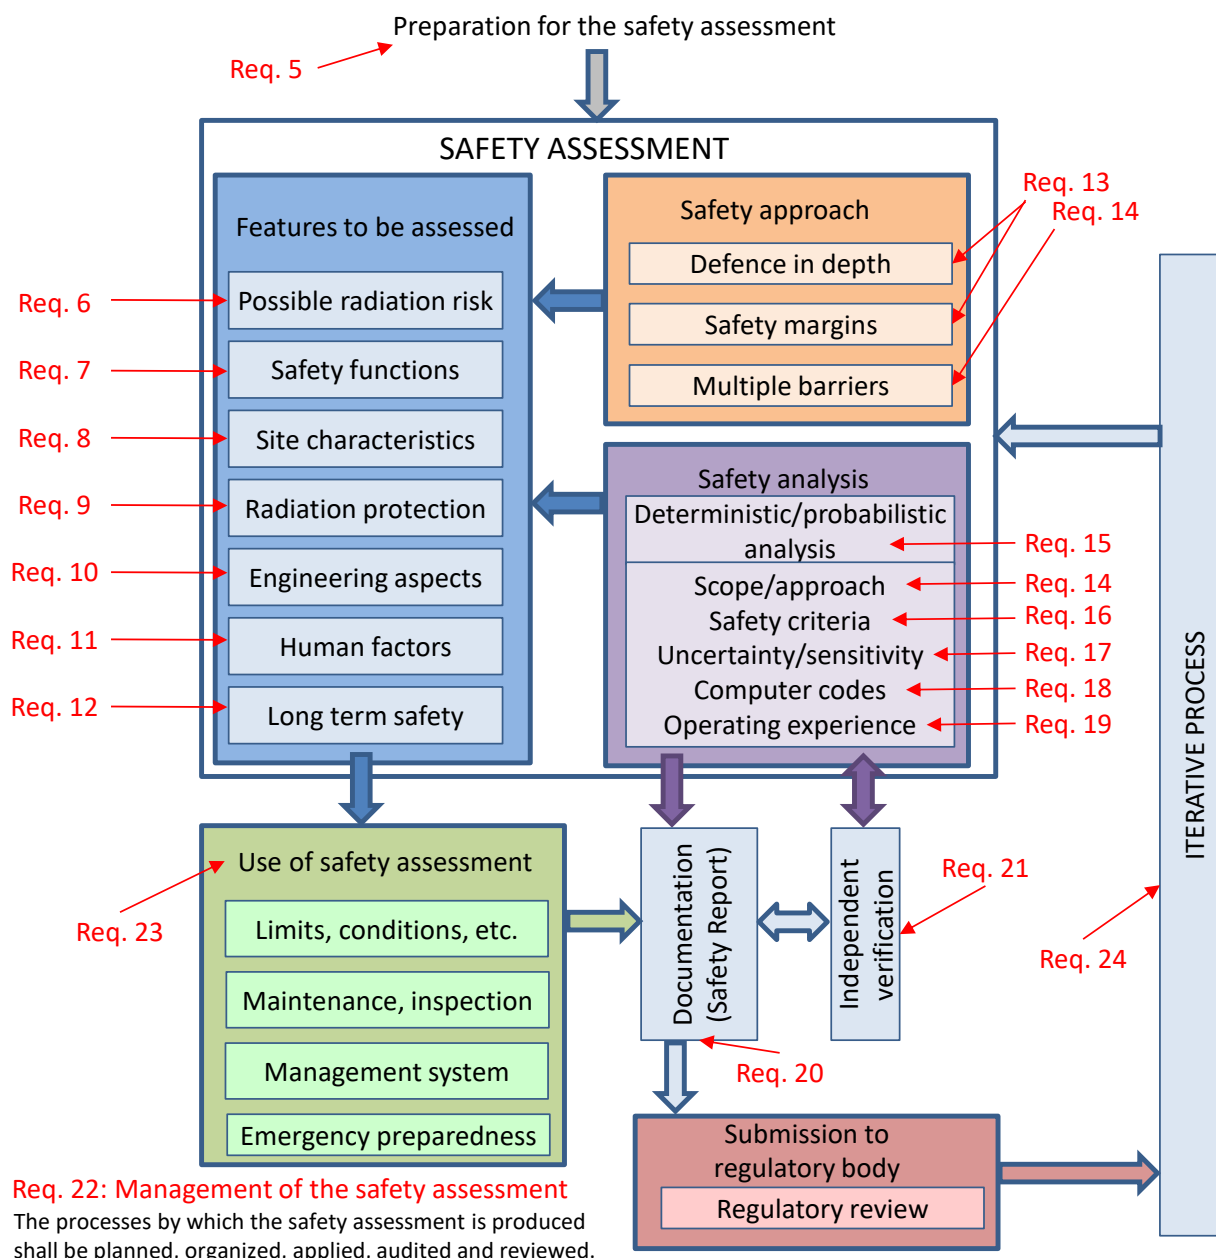 Preparation for the safety assessment
Req. 5
SAFETY ASSESSMENT
Features to be assessed
Req. 6
Possible radiation risk
Req. 7
Safety functions
Req. 8
Site characteristics
Req. 9
Radiation protection
Req. 10
Engineering aspects
Req. 11
Human factors
Req. 12
Long term safety
Safety approach
Req. 13
Req. 14
Defence in depth
Safety margins
Multiple barriers
Safety analysis
Deterministic/probabilistic
analysis
Req. 15
Scope/approach
Req. 14
Safety criteria
Req. 16
Uncertainty/sensitivity
Req. 17
Computer codes
Req. 18
Operating experience
Req. 19
ITERATIVE PROCESS
Req. 24
Use of safety assessment
Req. 23
Limits, conditions, etc.
Maintenance, inspection
Management system
Emergency preparedness
Documentation
(Safety Report)
Req. 20
Independent
verification
Req. 21
Submission to
regulatory body
Regulatory review
Req. 22: Management of the safety assessment
The processes by which the safety assessment is produced
shall be planned, organized, applied, audited and reviewed.